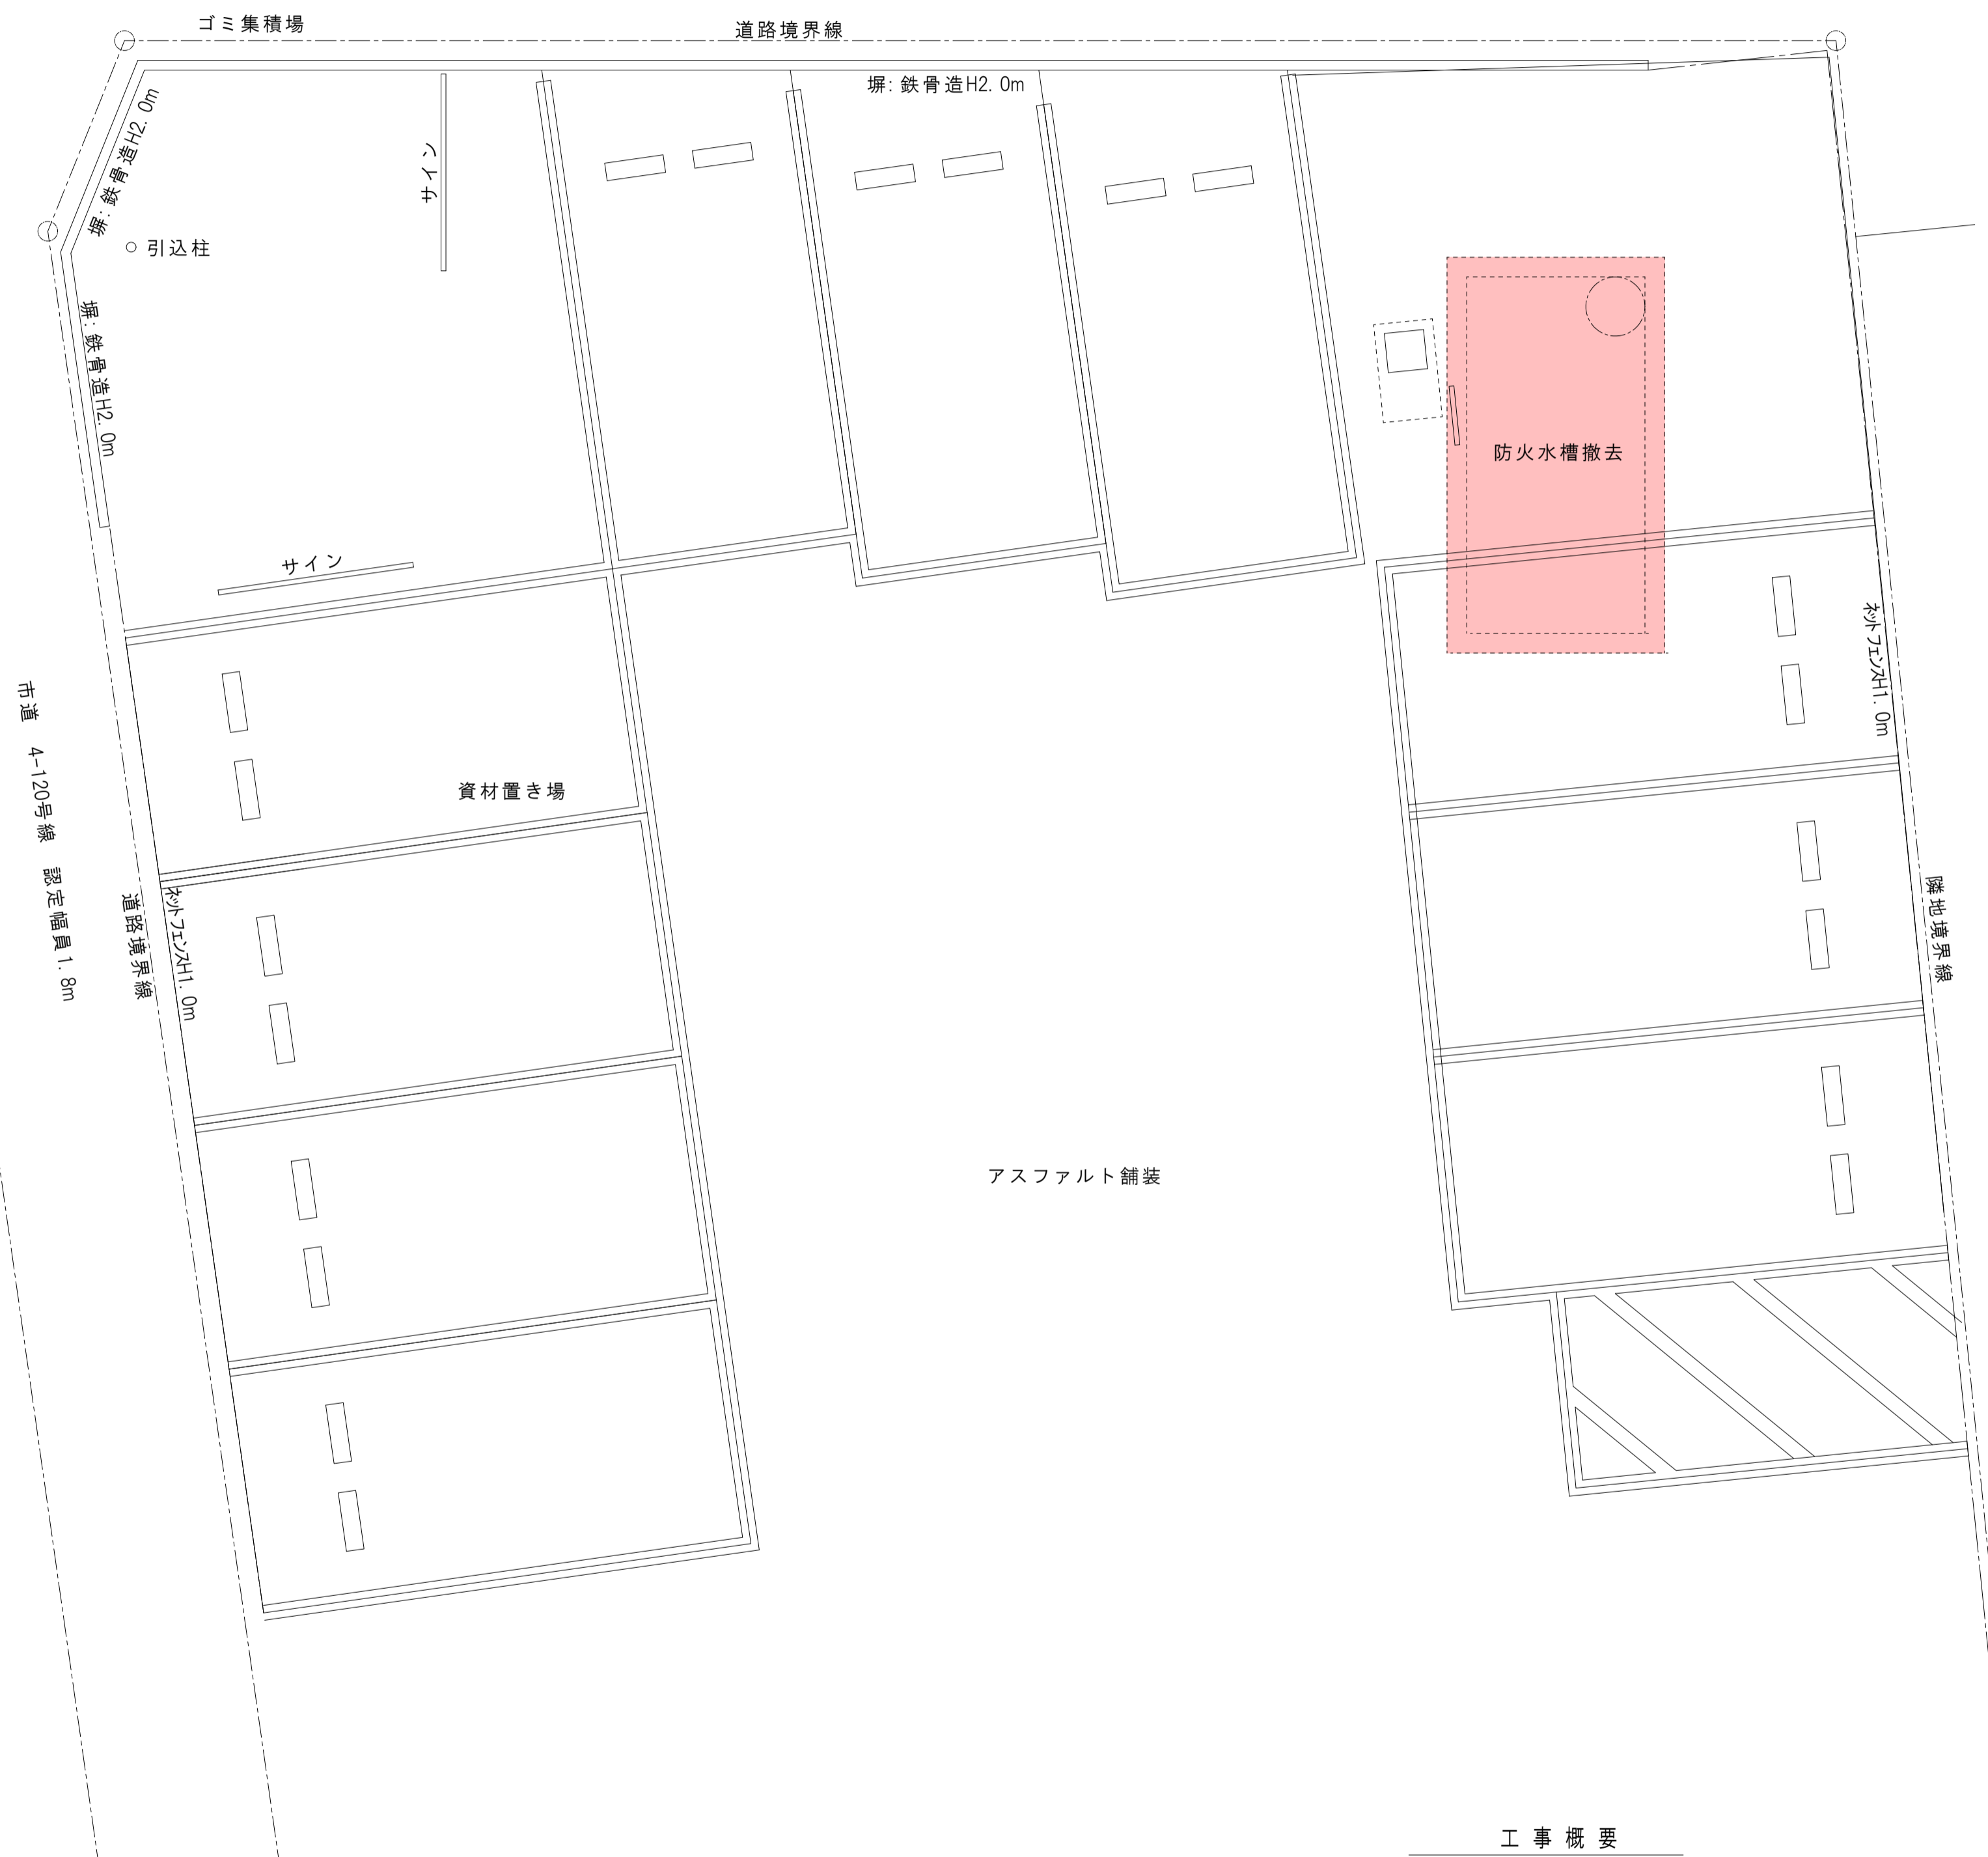 ゴミ集積場
道路境界線
塀：鉄骨造H2.0m
塀：鉄骨造H2.0m
サイン
引込柱
塀：鉄骨造H2.0m
防火水槽撤去
サイン
ネットフェンスH1.0m
市道　4-120号線　認定幅員1.8m
資材置き場
道路境界線
ネットフェンスH1.0m
隣地境界線
アスファルト舗装
工事概要